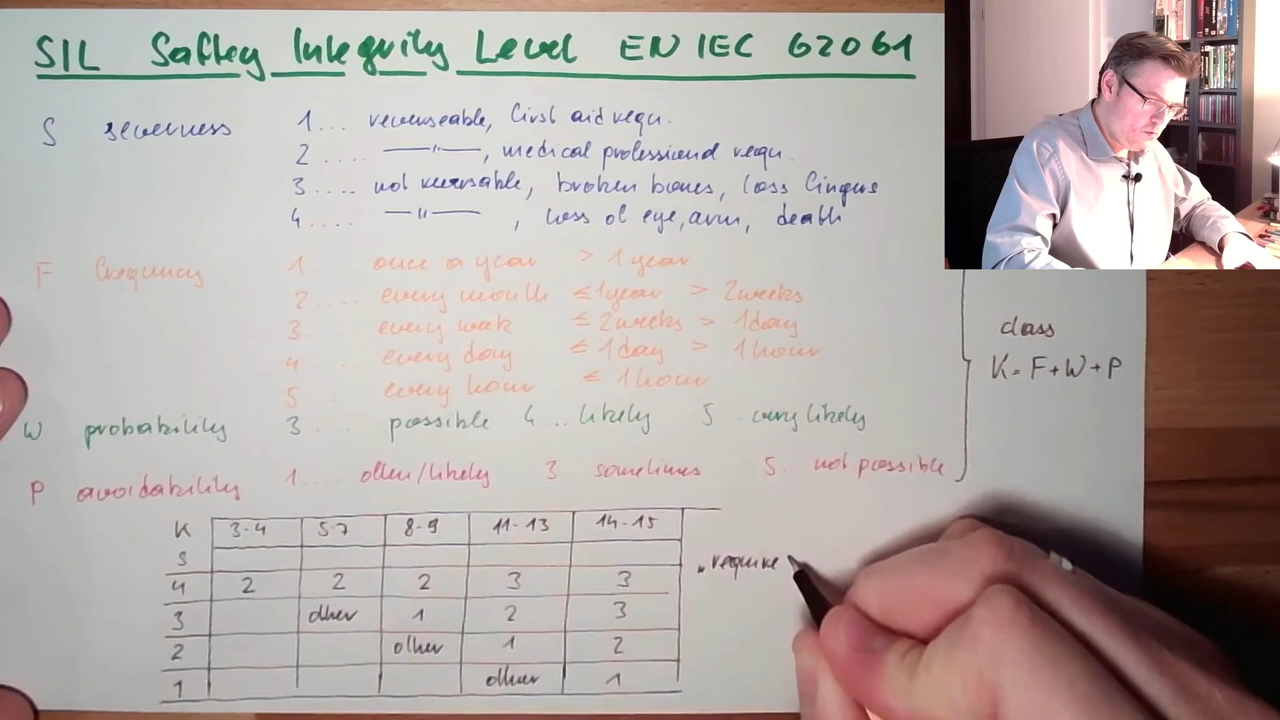 SIL Saftey Integrity Level EN IEC 62061
S severness 1... reverseable, first aid requ.
2 .... —"—, medical professional requ.
3 .... not reversable, broken bones, loss fingers
4 .... —"— , loss of eye, arm, death
F frequency 1 once a year > 1 year
2 .... every month ≤ 1 year > 2 weeks
3 ... every week ≤ 2 weeks > 1 day
4 ... every day ≤ 1 day > 1 hour
5 ... every hour ≤ 1 hour
class
K = F + W + P
W probability 3 ... possible 4 ... likely 5 .. very likely
P avoidability 1.... often/likely 3 sometimes 5.. not possible
K 3-4 5-7 8-9 11-13 14-15
S
4 2 2 2 3 3
3 other 1 2 3
2 other 1 2
1 other 1
"require